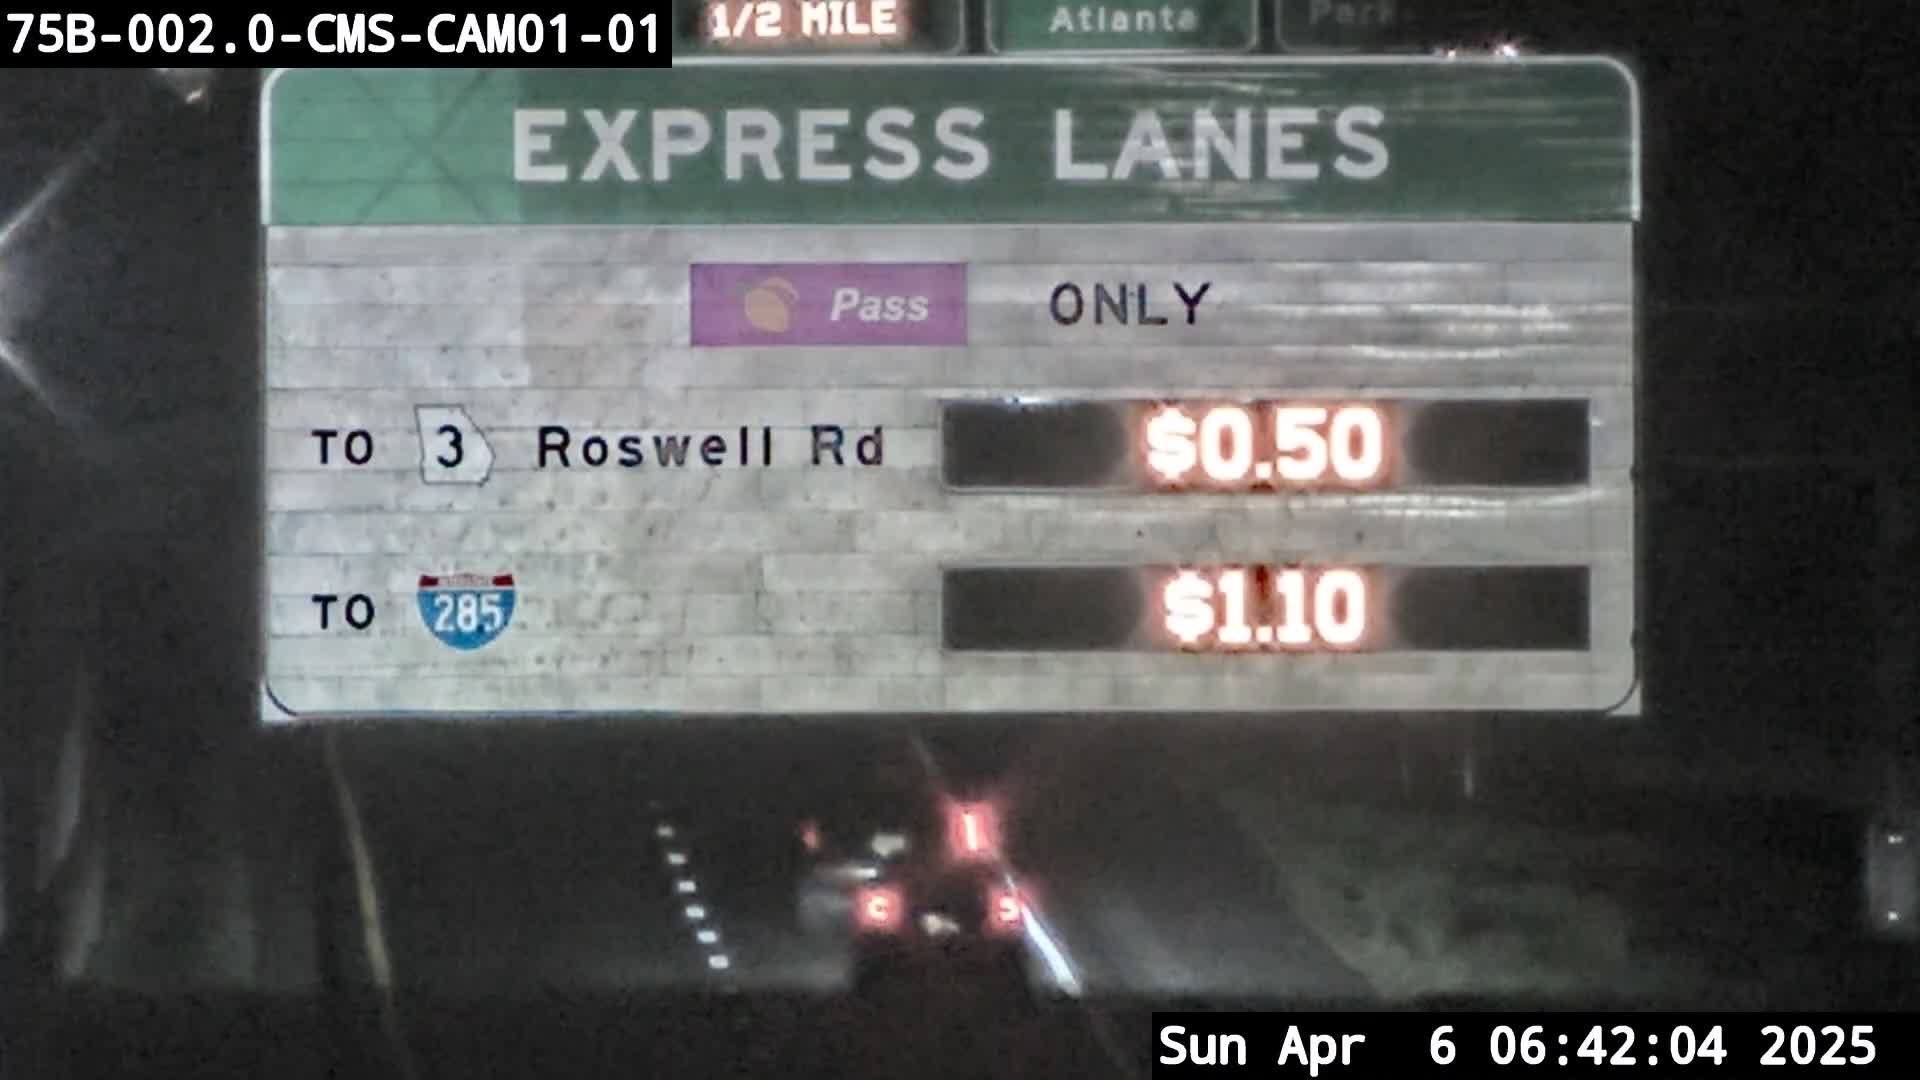 75B-002.0-CMS-CAM01-01
1/2 MILE
Atlanta
EXPRESS LANES
Pass ONLY
TO 3 Roswell Rd $0.50
TO 285 $1.10
Sun Apr 6 06:42:04 2025